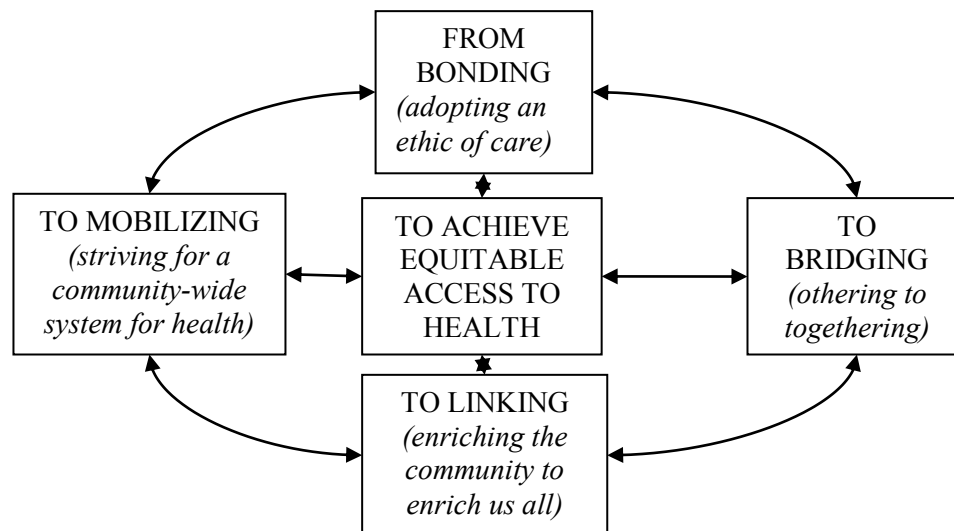 FROM
BONDING
(adopting an
ethic of care)
TO MOBILIZING
(striving for a
community-wide
system for health)
TO ACHIEVE
EQUITABLE
ACCESS TO
HEALTH
TO
BRIDGING
(othering to
togethering)
TO LINKING
(enriching the
community to
enrich us all)